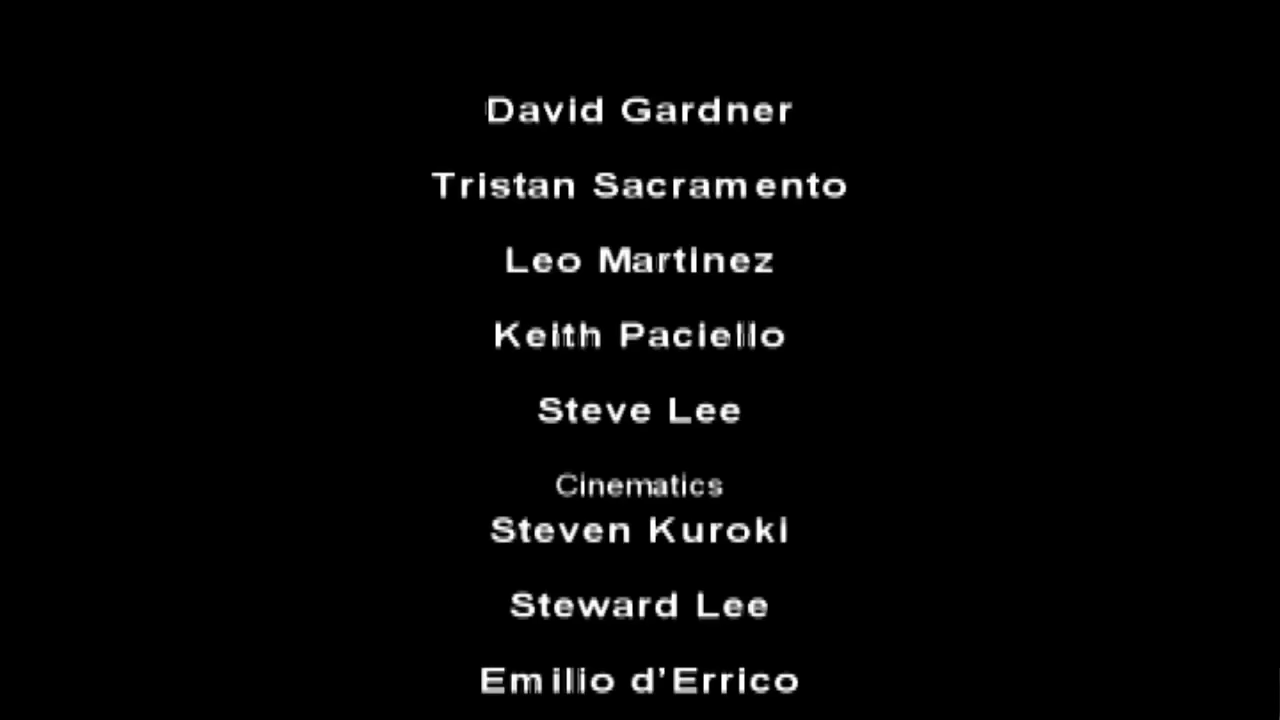 David Gardner
Tristan Sacramento
Leo Martinez
Keith Paciello
Steve Lee
Cinematics
Steven Kuroki
Steward Lee
Emilio d'Errico